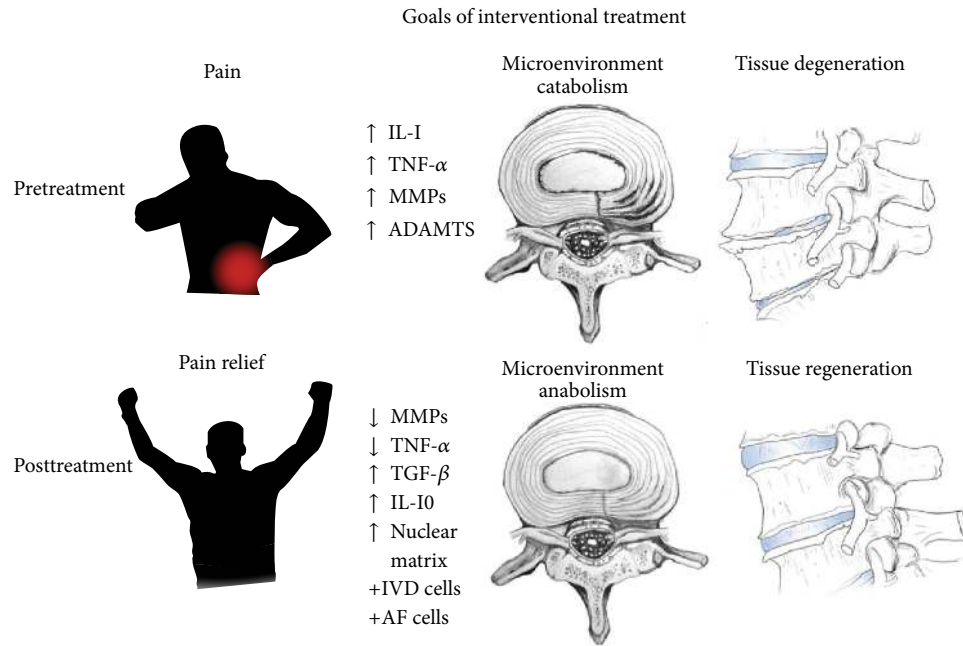 Goals of interventional treatment
Pain
Microenvironment
catabolism
Tissue degeneration
Pretreatment
↑ IL-I
↑ TNF-α
↑ MMPs
↑ ADAMTS
Pain relief
Microenvironment
anabolism
Tissue regeneration
Posttreatment
↓ MMPs
↓ TNF-α
↑ TGF-β
↑ IL-I0
↑ Nuclear
matrix
+IVD cells
+AF cells